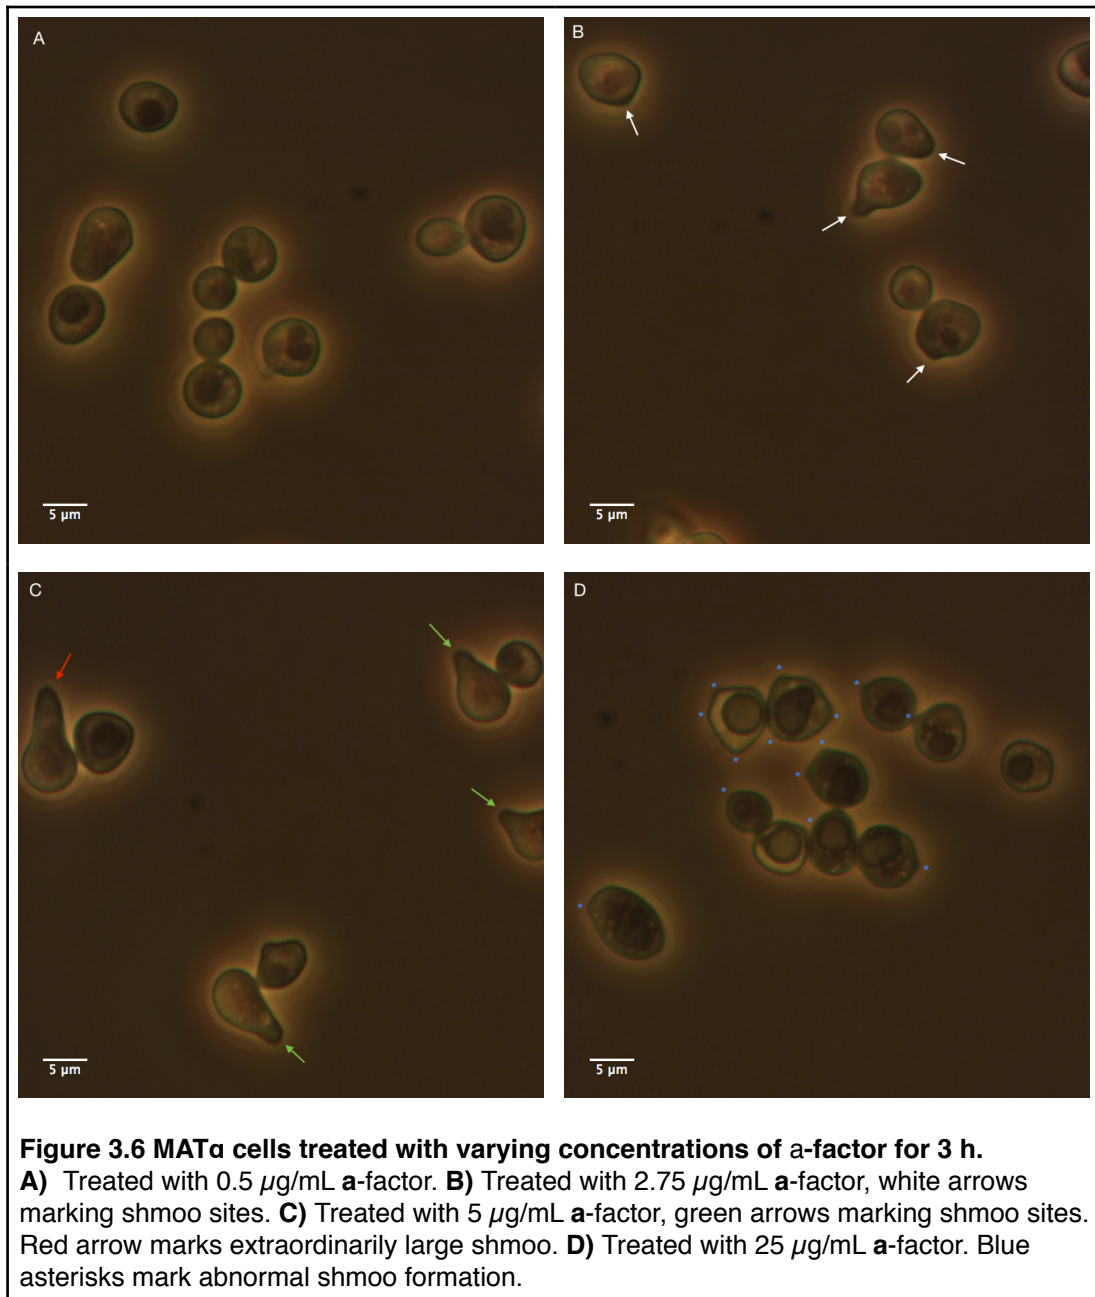 A
B
5 µm
5 µm
C
D
* * * * * * * * * * * * * * *
5 µm
5 µm
Figure 3.6 MATα cells treated with varying concentrations of a-factor for 3 h.
A) Treated with 0.5 µg/mL a-factor. B) Treated with 2.75 µg/mL a-factor, white arrows
marking shmoo sites. C) Treated with 5 µg/mL a-factor, green arrows marking shmoo sites.
Red arrow marks extraordinarily large shmoo. D) Treated with 25 µg/mL a-factor. Blue
asterisks mark abnormal shmoo formation.